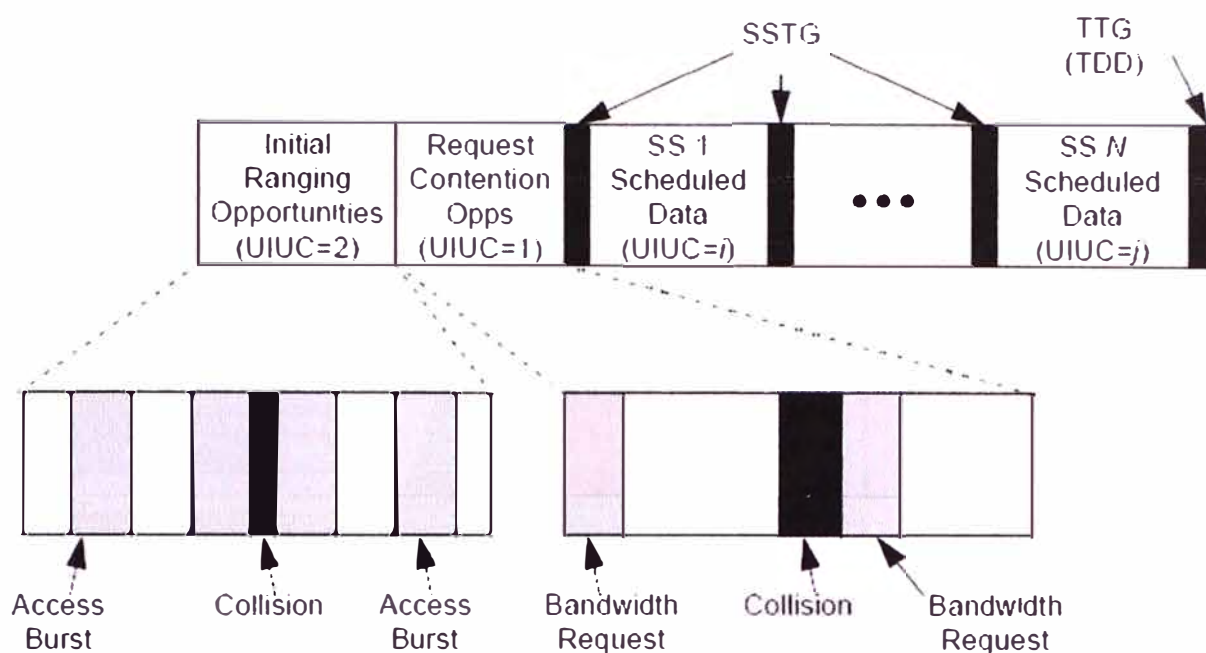 SSTG
TTG
(TDD)
Initial
Ranging
Opportunities
(UIUC=2)
Request
Contention
Opps
(UIUC=1)
SS 1
Scheduled
Data
(UIUC=i)
SS N
Scheduled
Data
(UIUC=j)
Access
Burst
Collision
Access
Burst
Bandwidth
Request
Collision
Bandwidth
Request